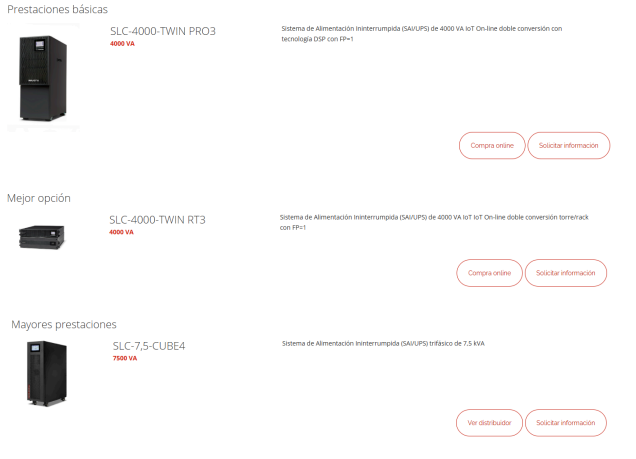 Prestaciones básicas
SLC-4000-TWIN PRO3
4000 VA
Sistema de Alimentación Ininterrumpida (SAI/UPS) de 4000 VA IoT On-line doble conversión con
tecnología DSP con FP=1
Compra online
Solicitar información
Mejor opción
SLC-4000-TWIN RT3
4000 VA
Sistema de Alimentación Ininterrumpida (SAI/UPS) de 4000 VA IoT IoT On-line doble conversión torre/rack
con FP=1
Compra online
Solicitar información
Mayores prestaciones
SLC-7,5-CUBE4
7500 VA
Sistema de Alimentación Ininterrumpida (SAI/UPS) trifásico de 7.5 kVA
Ver distribuidor
Solicitar información